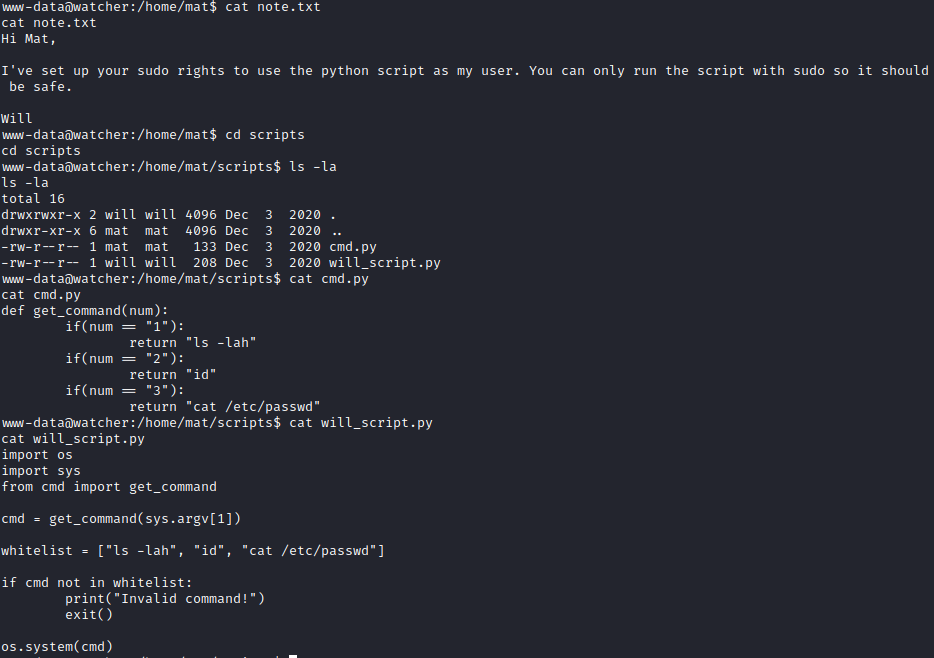 www-data@watcher:/home/mat$ cat note.txt
cat note.txt
Hi Mat,
I've set up your sudo rights to use the python script as my user. You can only run the script with sudo so it should
be safe.
Will
www-data@watcher:/home/mat$ cd scripts
cd scripts
www-data@watcher:/home/mat/scripts$ ls -la
ls -la
total 16
drwxrwxr-x 2 will will 4096 Dec  3  2020 .
drwxr-xr-x 6 mat  mat  4096 Dec  3  2020 ..
-rw-r--r-- 1 mat  mat   133 Dec  3  2020 cmd.py
-rw-r--r-- 1 will will  208 Dec  3  2020 will_script.py
www-data@watcher:/home/mat/scripts$ cat cmd.py
cat cmd.py
def get_command(num):
        if(num == "1"):
                return "ls -lah"
        if(num == "2"):
                return "id"
        if(num == "3"):
                return "cat /etc/passwd"
www-data@watcher:/home/mat/scripts$ cat will_script.py
cat will_script.py
import os
import sys
from cmd import get_command
cmd = get_command(sys.argv[1])
whitelist = ["ls -lah", "id", "cat /etc/passwd"]
if cmd not in whitelist:
        print("Invalid command!")
        exit()
os.system(cmd)